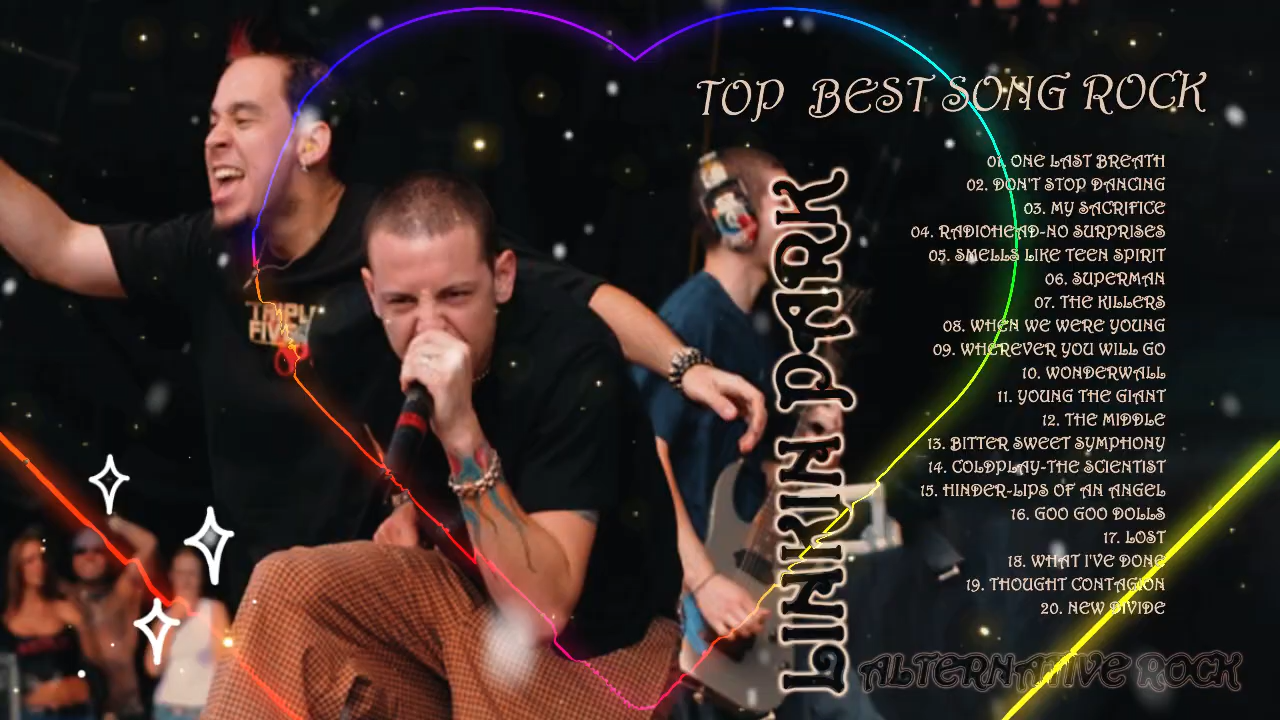 TOP BEST SONG ROCK
01. ONE LAST BREATH
02. DON'T STOP DANCING
03. MY SACRIFICE
04. RADIOHEAD-NO SURPRISES
05. SMELLS LIKE TEEN SPIRIT
06. SUPERMAN
07. THE KILLERS
08. WHEN WE WERE YOUNG
09. WHEREVER YOU WILL GO
10. WONDERWALL
11. YOUNG THE GIANT
12. THE MIDDLE
13. BITTER SWEET SYMPHONY
14. COLDPLAY-THE SCIENTIST
15. HINDER-LIPS OF AN ANGEL
16. GOO GOO DOLLS
17. LOST
18. WHAT I'VE DONE
19. THOUGHT CONTAGION
20. NEW DIVIDE
LINKIN PARK
ALTERNATIVE ROCK
TRIPLE
FIVE